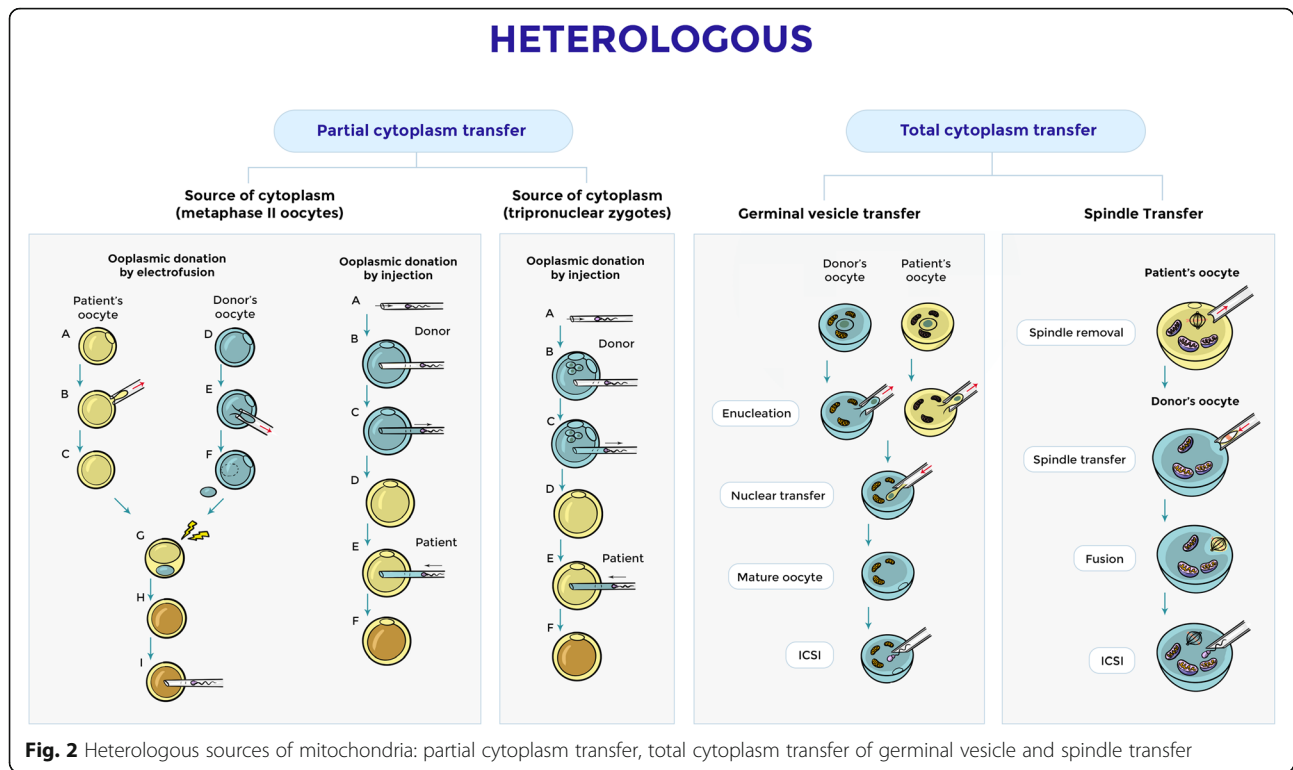 HETEROLOGOUS
Partial cytoplasm transfer
Total cytoplasm transfer
Source of cytoplasm
(metaphase II oocytes)
Source of cytoplasm
(tripronuclear zygotes)
Germinal vesicle transfer
Spindle Transfer
Ooplasmic donation
by electrofusion
Patient's
oocyte
Donor's
oocyte
A
D
B
E
C
F
G
H
I
Ooplasmic donation
by injection
A
B
Donor
C
D
E
Patient
F
Ooplasmic donation
by injection
A
B
Donor
C
D
E
Patient
F
Donor's
oocyte
Patient's
oocyte
Enucleation
Nuclear transfer
Mature oocyte
ICSI
Patient's oocyte
Spindle removal
Donor's oocyte
Spindle transfer
Fusion
ICSI
Fig. 2 Heterologous sources of mitochondria: partial cytoplasm transfer, total cytoplasm transfer of germinal vesicle and spindle transfer